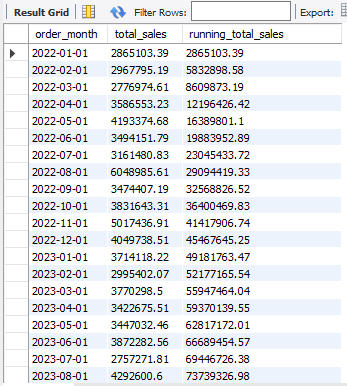 Result Grid Filter Rows: Export:
order_month total_sales running_total_sales
2022-01-01 2865103.39 2865103.39
2022-02-01 2967795.19 5832898.58
2022-03-01 2776974.61 8609873.19
2022-04-01 3586553.23 12196426.42
2022-05-01 4193374.68 16389801.1
2022-06-01 3494151.79 19883952.89
2022-07-01 3161480.83 23045433.72
2022-08-01 6048985.61 29094419.33
2022-09-01 3474407.19 32568826.52
2022-10-01 3831643.31 36400469.83
2022-11-01 5017436.91 41417906.74
2022-12-01 4049738.51 45467645.25
2023-01-01 3714118.22 49181763.47
2023-02-01 2995402.07 52177165.54
2023-03-01 3770298.5 55947464.04
2023-04-01 3422675.51 59370139.55
2023-05-01 3447032.46 62817172.01
2023-06-01 3872282.56 66689454.57
2023-07-01 2757271.81 69446726.38
2023-08-01 4292600.6 73739326.98